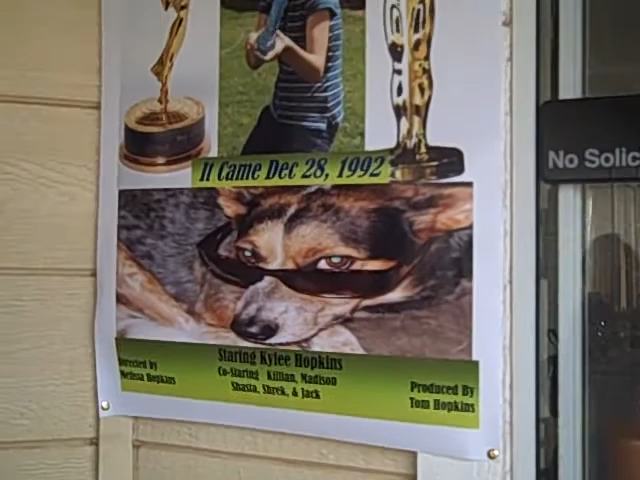 It Came Dec 28, 1992
No Solic
Staring Kylee Hopkins
Directed by
Melissa Hopkins
Co-Staring Killian, Madison
Shasta, Shrek, & Jack
Produced By
Tom Hopkins